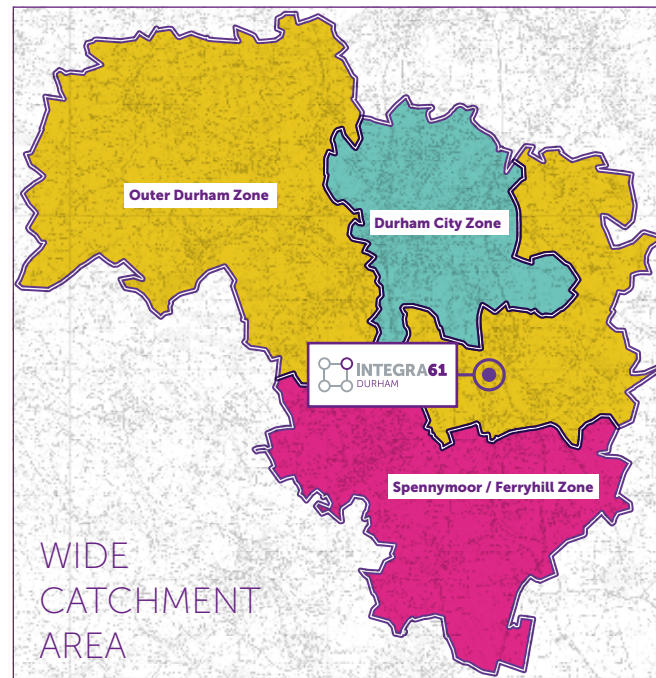 Outer Durham Zone
Durham City Zone
INTEGRA61
DURHAM
Spennymoor / Ferryhill Zone
WIDE
CATCHMENT
AREA